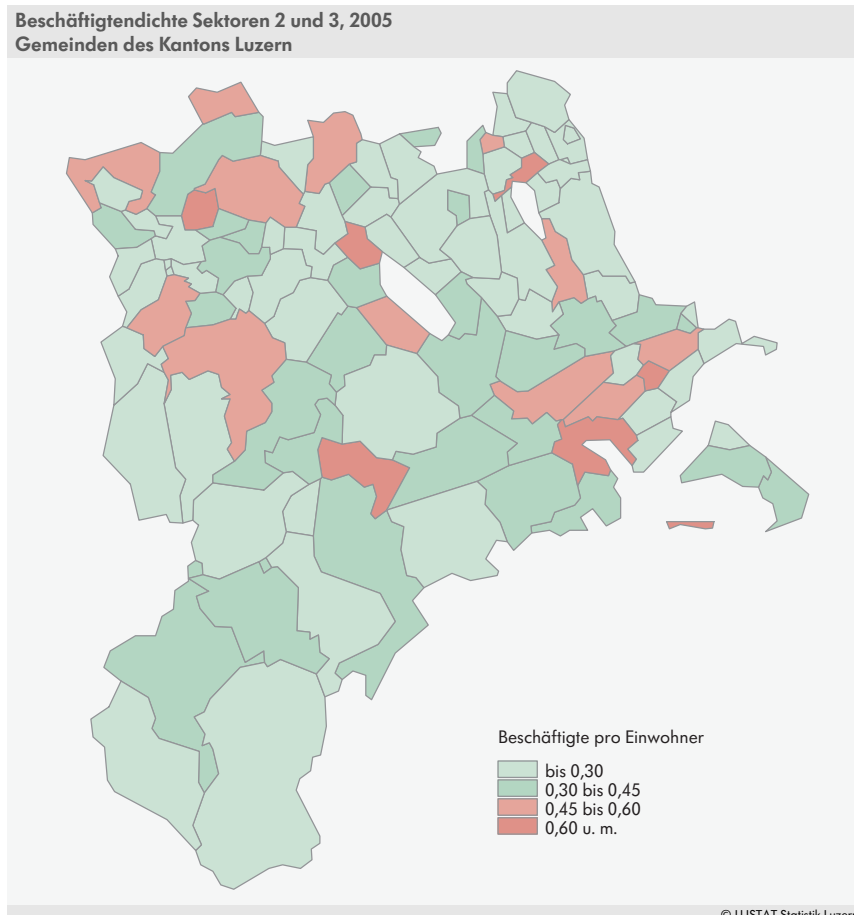 Beschäftigtendichte Sektoren 2 und 3, 2005
Gemeinden des Kantons Luzern
Beschäftigte pro Einwohner
bis 0,30
0,30 bis 0,45
0,45 bis 0,60
0,60 u. m.
© LUSTAT Statistik Luzern